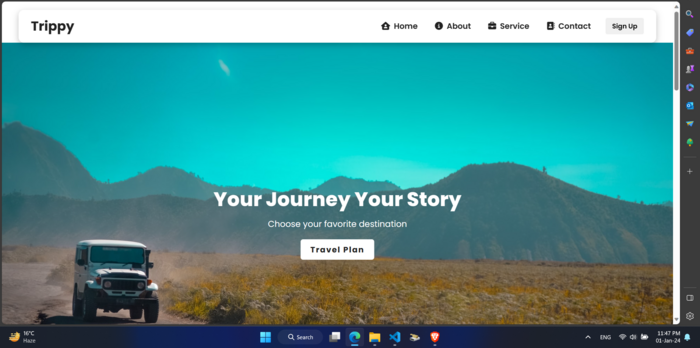 Trippy
Home
About
Service
Contact
Sign Up
Your Journey Your Story
Choose your favorite destination
Travel Plan
16°C
Haze
Search
ENG
11:47 PM
01-Jan-24